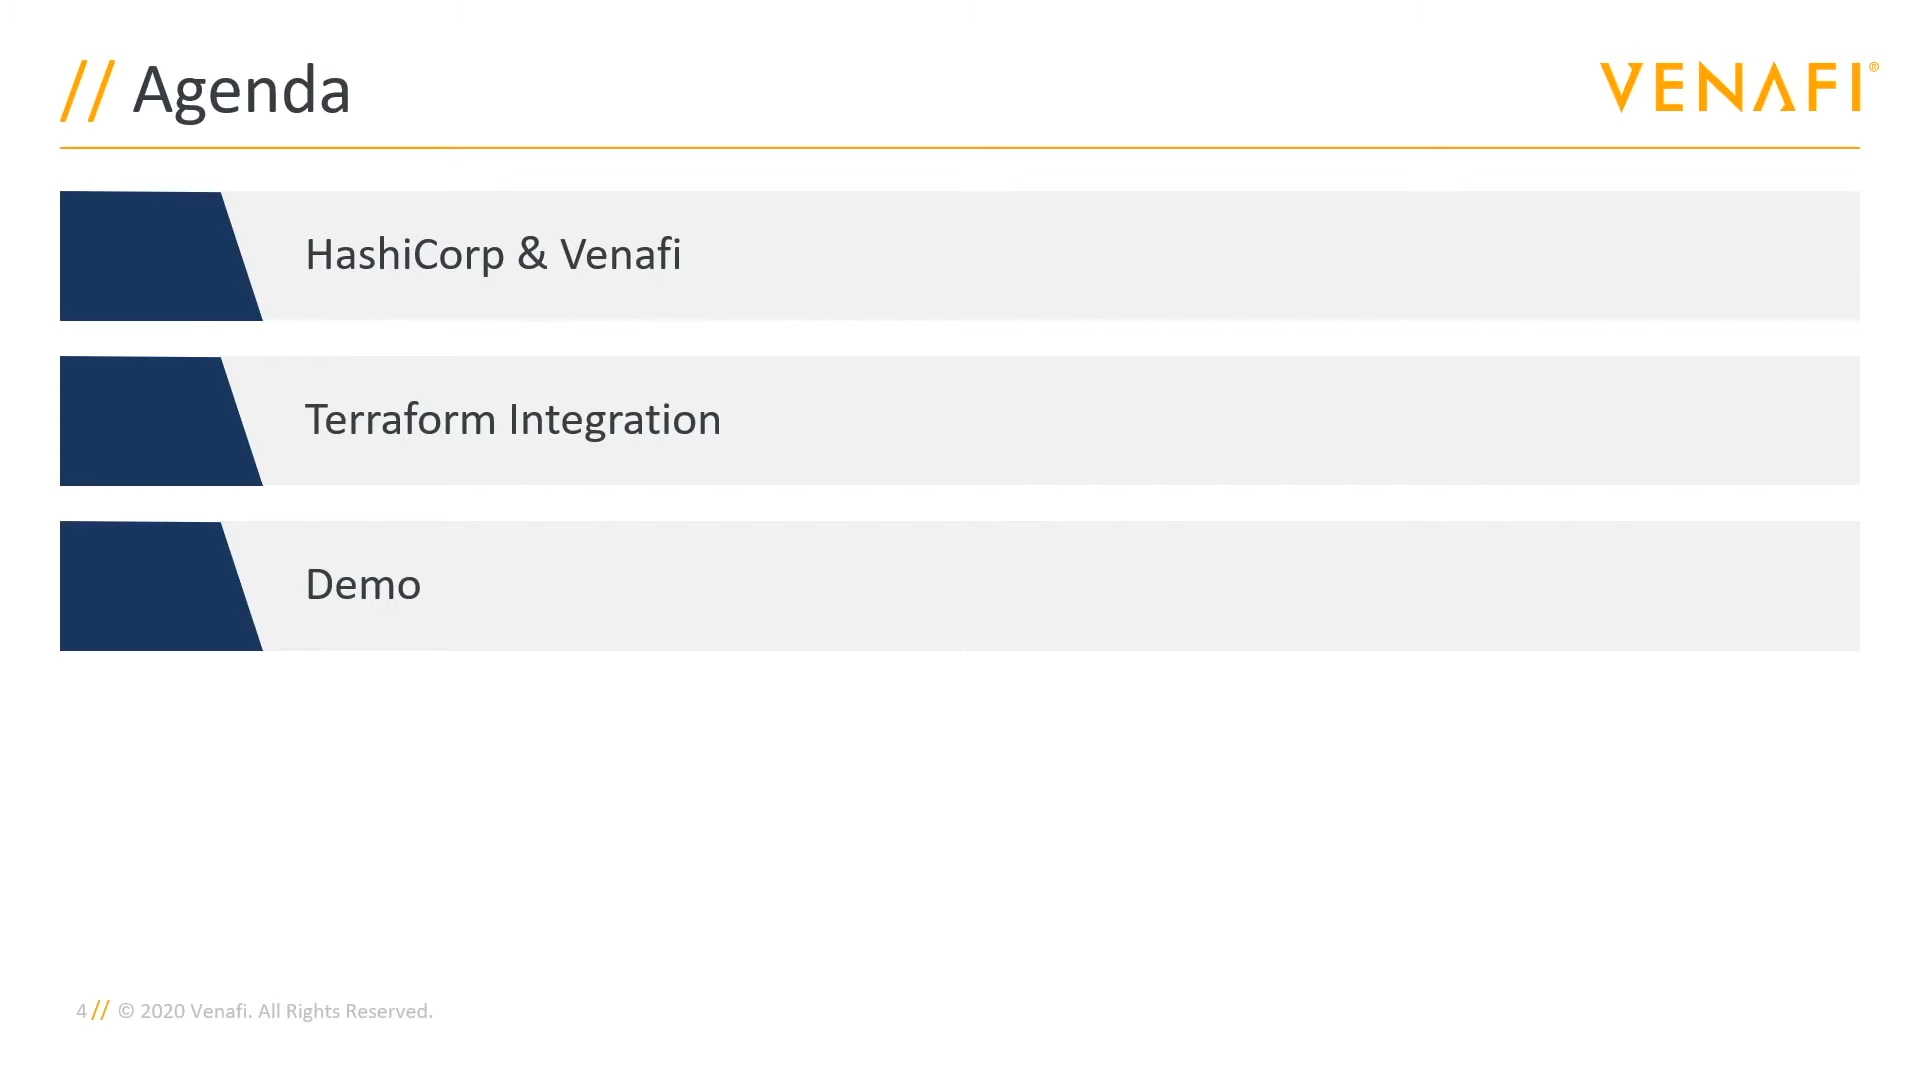 // Agenda
VENAFI®
HashiCorp & Venafi
Terraform Integration
Demo
4 // © 2020 Venafi. All Rights Reserved.